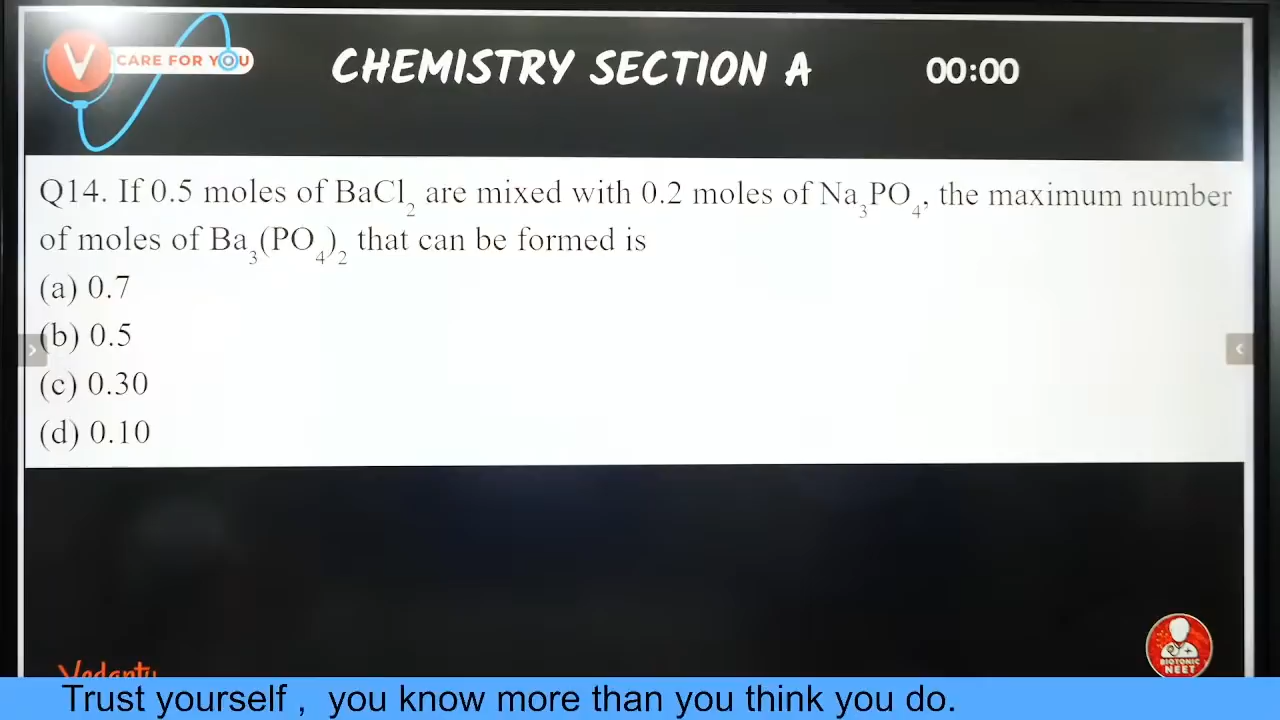 V CARE FOR YOU
CHEMISTRY SECTION A
00:00
Q14. If 0.5 moles of BaCl₂ are mixed with 0.2 moles of Na₃PO₄, the maximum number
of moles of Ba₃(PO₄)₂ that can be formed is
(a) 0.7
(b) 0.5
(c) 0.30
(d) 0.10
BIOTONIC
NEET
Trust yourself , you know more than you think you do.